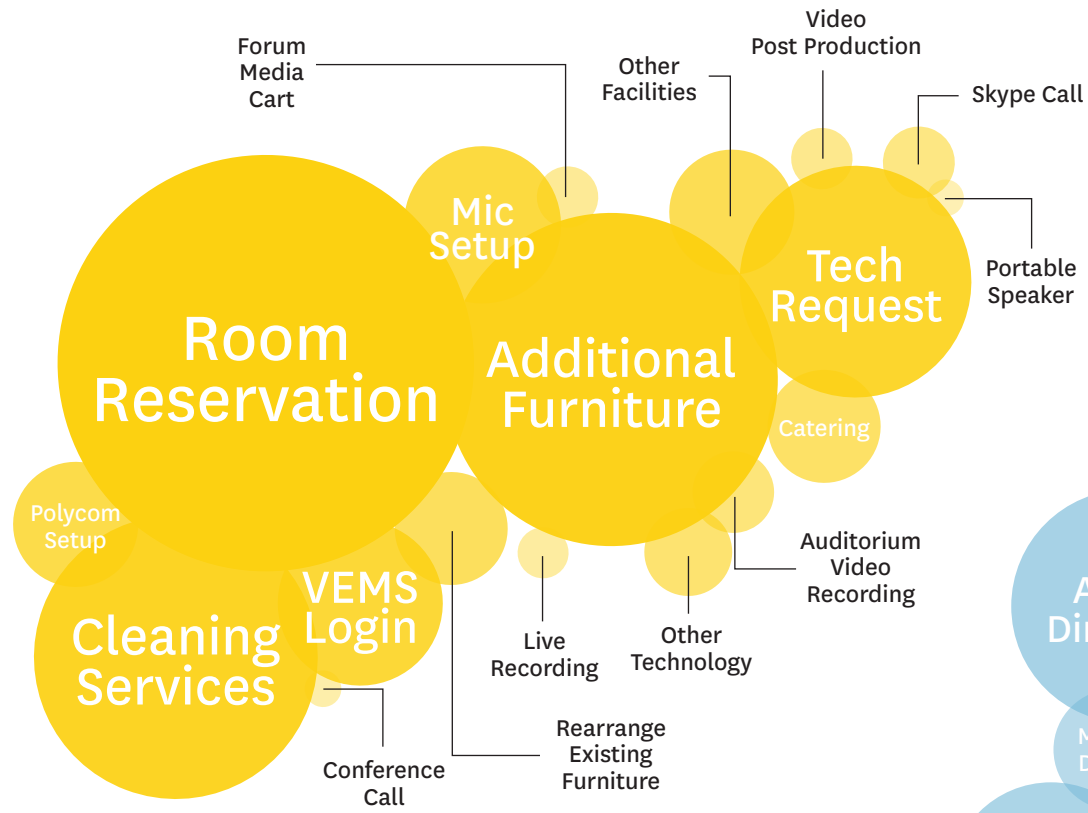 Video
Post Production
Forum
Media
Cart
Other
Facilities
Skype Call
Mic
Setup
Tech
Request
Portable
Speaker
Room
Reservation
Additional
Furniture
Catering
Polycom
Setup
Auditorium
Video
Recording
VEMS
Login
Cleaning
Services
Live
Recording
Other
Technology
Rearrange
Existing
Furniture
Conference
Call